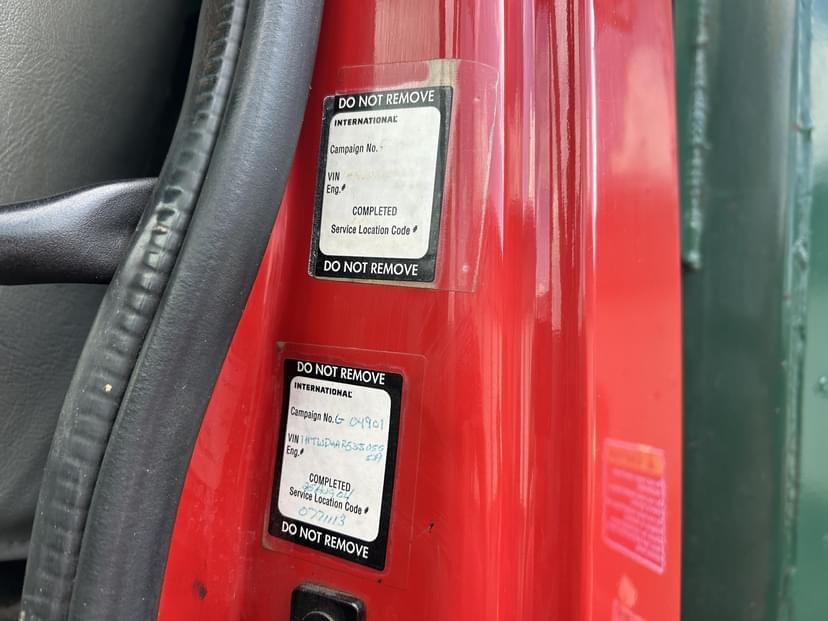 DO NOT REMOVE
INTERNATIONAL
Campaign No.
VIN
Eng.#
COMPLETED
Service Location Code #
DO NOT REMOVE
DO NOT REMOVE
INTERNATIONAL
Campaign No. G 04901
VIN
Eng.#
COMPLETED
Service Location Code #
0771113
DO NOT REMOVE